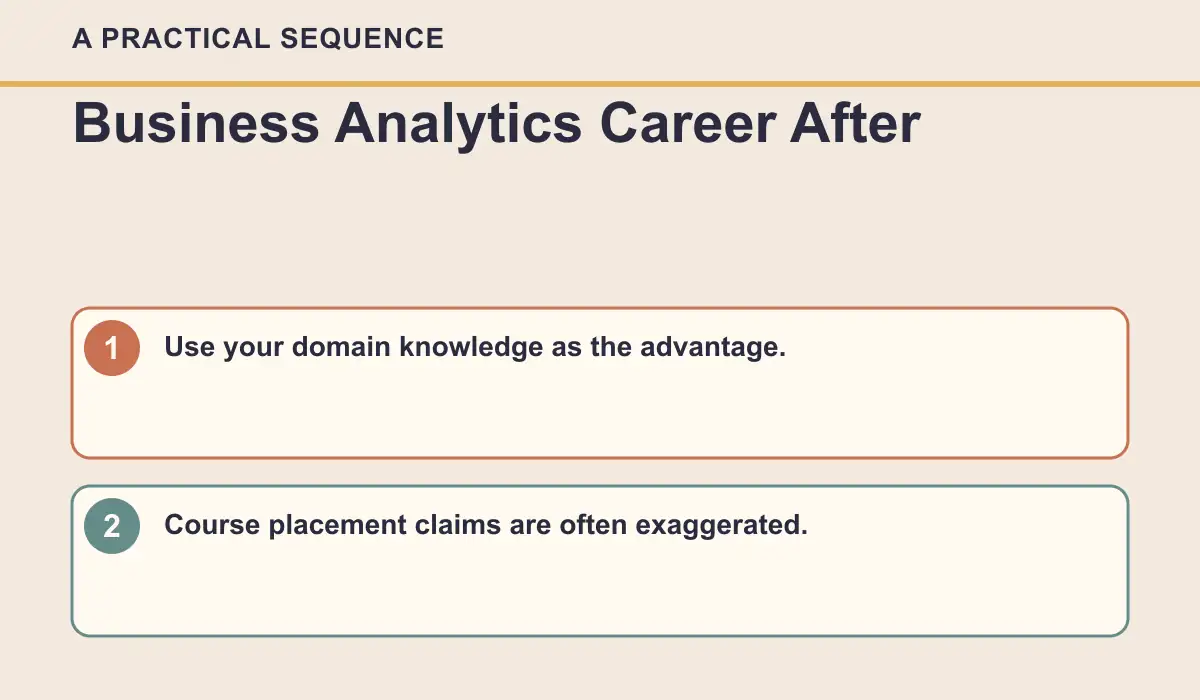 A PRACTICAL SEQUENCE
Business Analytics Career After
1
Use your domain knowledge as the advantage.
2
Course placement claims are often exaggerated.